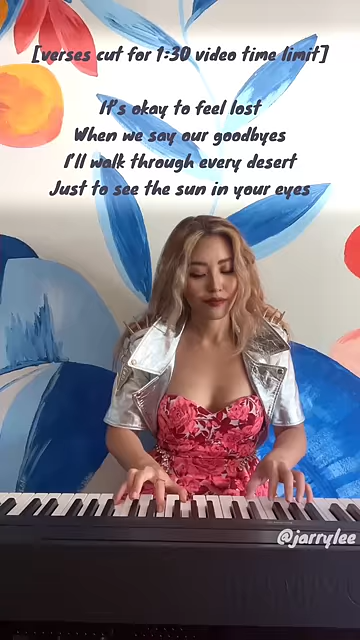 [verses cut for 1:30 video time limit]
It's okay to feel lost
When we say our goodbyes
I'll walk through every desert
Just to see the sun in your eyes
@jarrylee